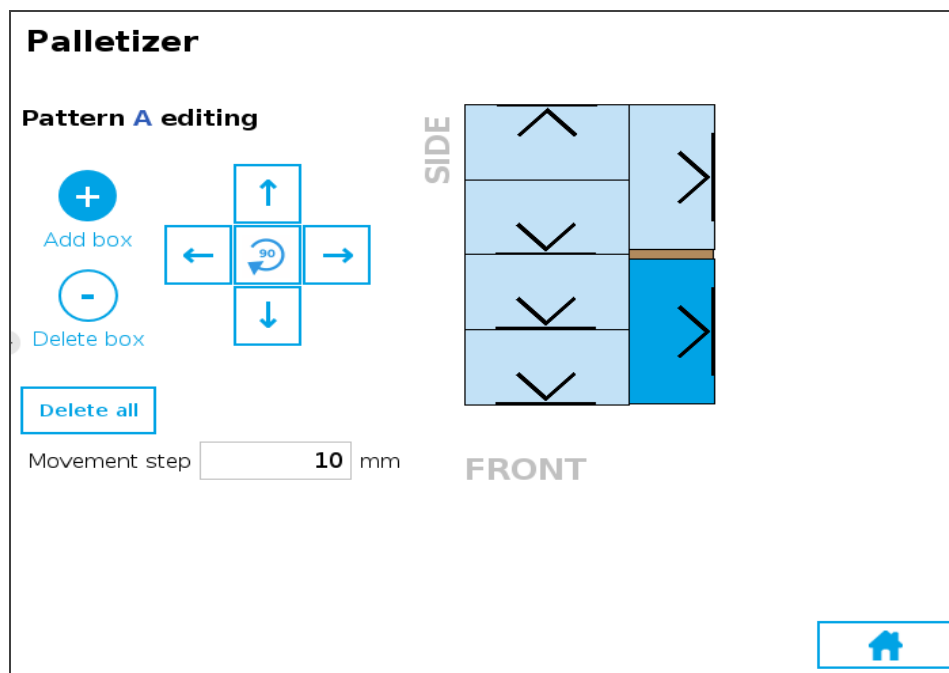 Palletizer
Pattern A editing
SIDE
+
Add box
↑
←
90
→
-
Delete box
↓
Delete all
Movement step 10 mm
FRONT